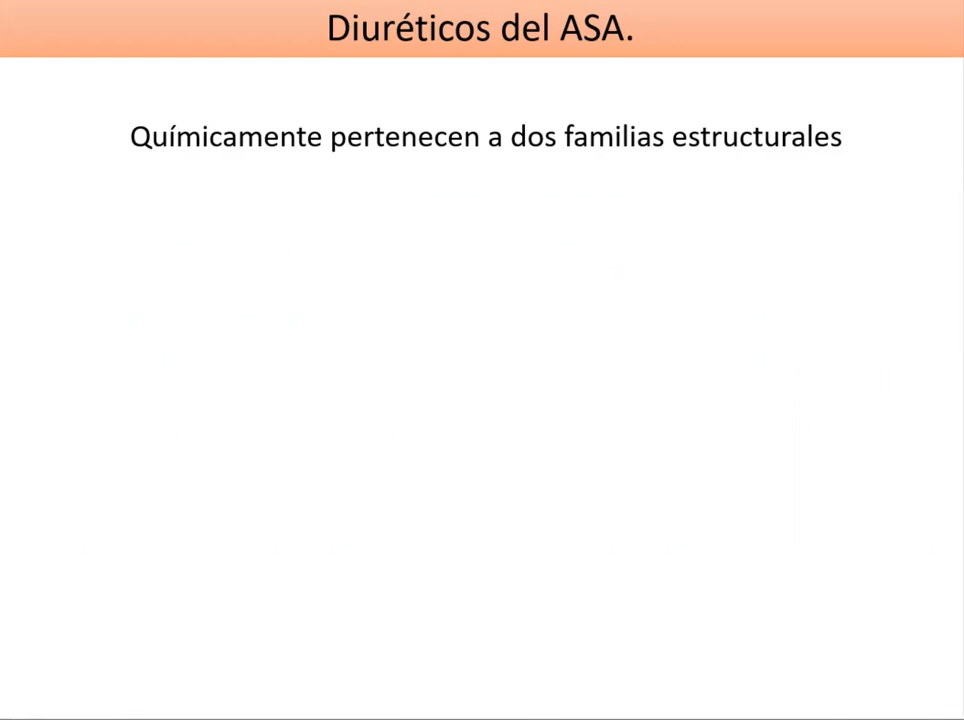 Diuréticos del ASA.
Químicamente pertenecen a dos familias estructurales